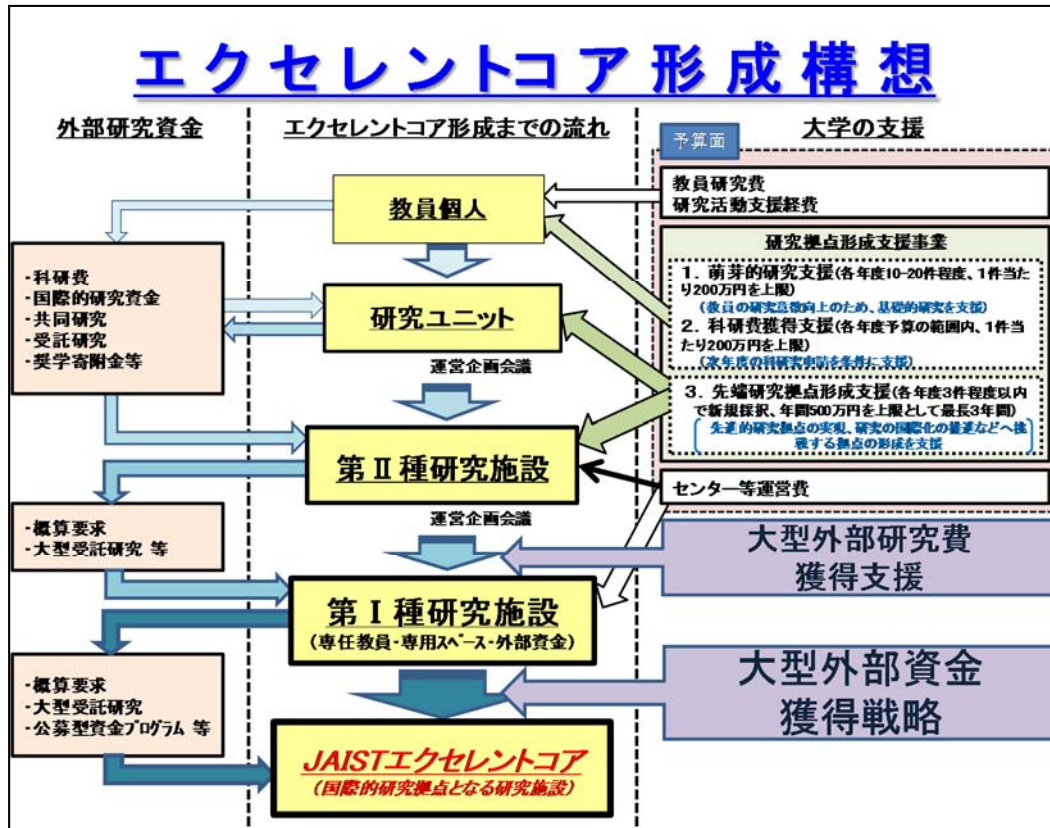 エクセレントコア形成構想
外部研究資金
エクセレントコア形成までの流れ
大学の支援
予算面
教員個人
研究ユニット
運営企画会議
第Ⅱ種研究施設
運営企画会議
第Ⅰ種研究施設
(専任教員・専用スペース・外部資金)
JAISTエクセレントコア
(国際的研究拠点となる研究施設)
・科研費
・国際的研究資金
・共同研究
・受託研究
・奨学寄附金等
・概算要求
・大型受託研究 等
・概算要求
・大型受託研究
・公募型資金プログラム 等
教員研究費
研究活動支援経費
研究拠点形成支援事業
1. 萌芽的研究支援(各年度10-20件程度、1件当た
り200万円を上限)
(教員の研究意欲向上のため、基礎的研究を支援)
2. 科研費獲得支援(各年度予算の範囲内、1件当
たり200万円を上限)
(次年度の科研究申請を条件に支援)
3. 先端研究拠点形成支援(各年度3件程度以内
で新規採択、年間500万円を上限として最長3年間)
先進的研究拠点の実現、研究の国際化の推進などへ挑
戦する拠点の形成を支援
センター等運営費
大型外部研究費
獲得支援
大型外部資金
獲得戦略